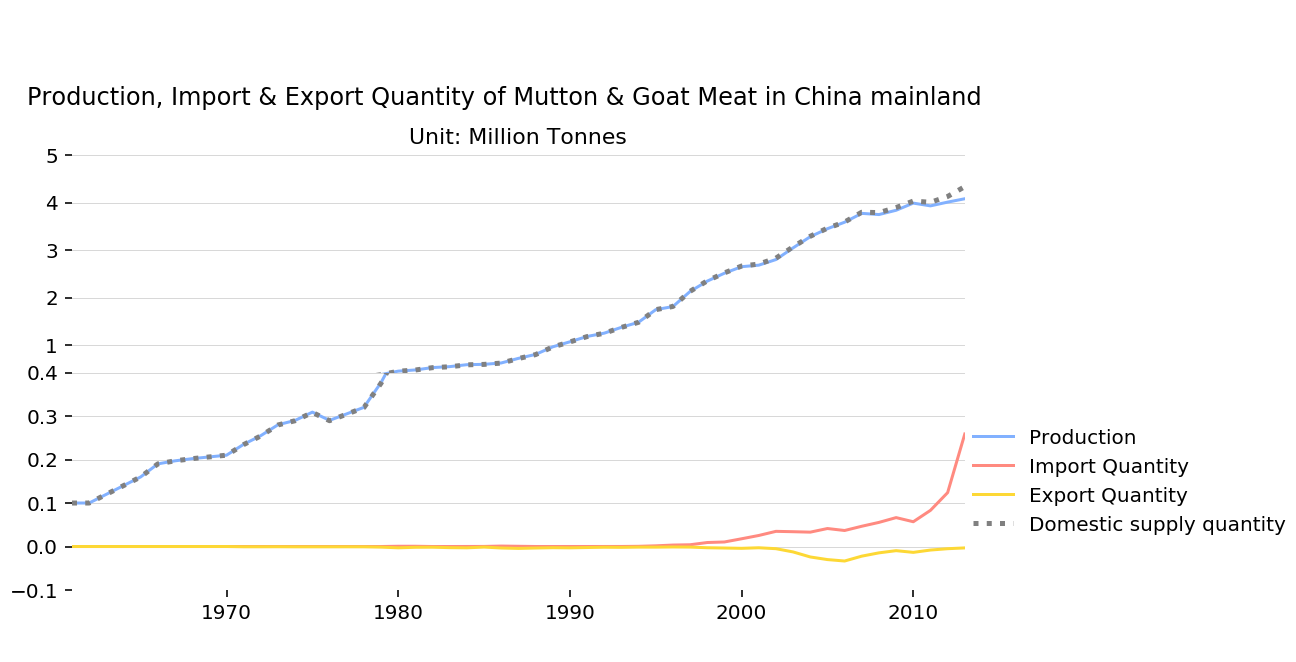 Production, Import & Export Quantity of Mutton & Goat Meat in China mainland
Unit: Million Tonnes
5
4
3
2
1
0.4
0.3
0.2
0.1
0.0
−0.1
1970 1980 1990 2000 2010
Production
Import Quantity
Export Quantity
Domestic supply quantity